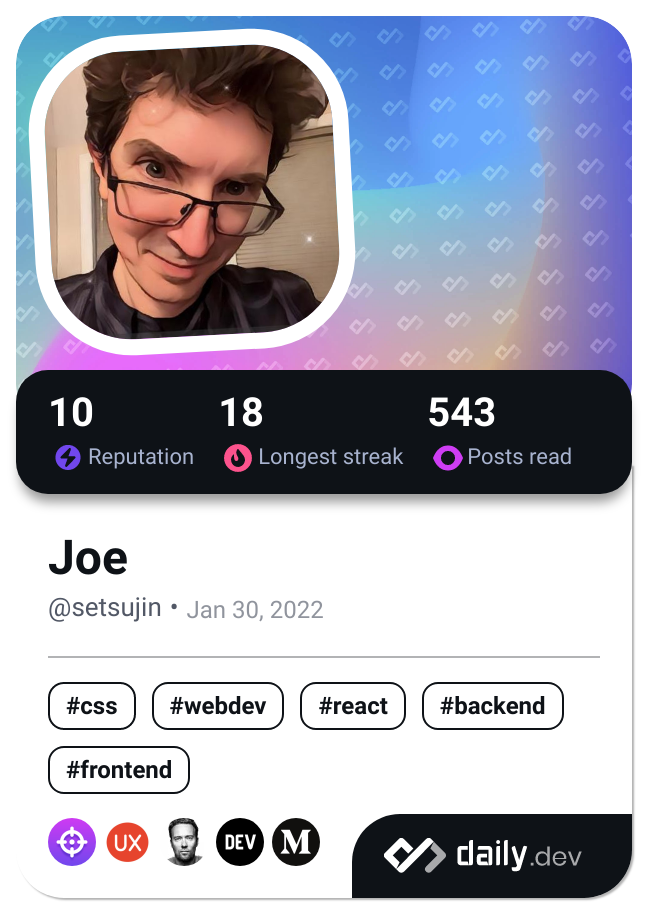 10 18 543
Reputation Longest streak Posts read
Joe
@setsujin • Jan 30, 2022
#css #webdev #react #backend
#frontend
UX DEV M daily.dev